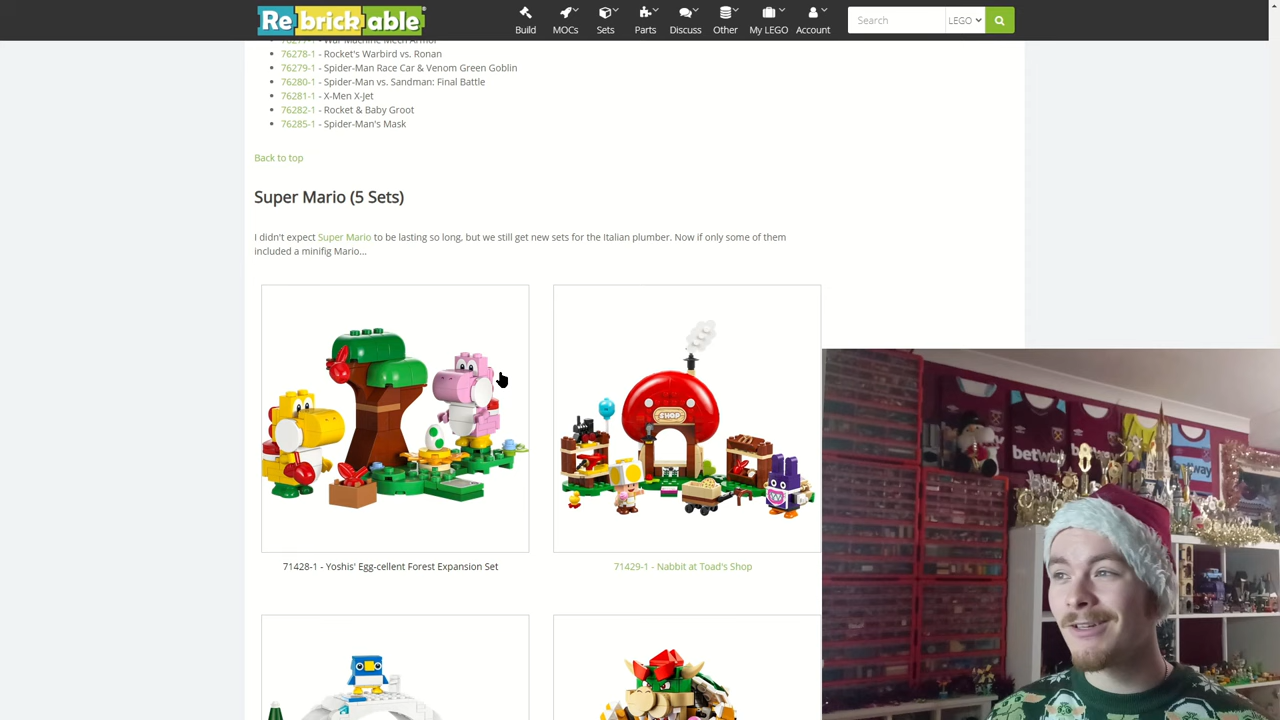 Re brick able
Build
MOCs
Sets
Parts
Discuss
Other
My LEGO
Account
Search
LEGO
76278-1 - Rocket's Warbird vs. Ronan
76279-1 - Spider-Man Race Car & Venom Green Goblin
76280-1 - Spider-Man vs. Sandman: Final Battle
76281-1 - X-Men X-Jet
76282-1 - Rocket & Baby Groot
76285-1 - Spider-Man's Mask
Back to top
Super Mario (5 Sets)
I didn't expect Super Mario to be lasting so long, but we still get new sets for the Italian plumber. Now if only some of them
included a minifig Mario...
SHOP
71428-1 - Yoshis' Egg-cellent Forest Expansion Set
71429-1 - Nabbit at Toad's Shop
betw
betway